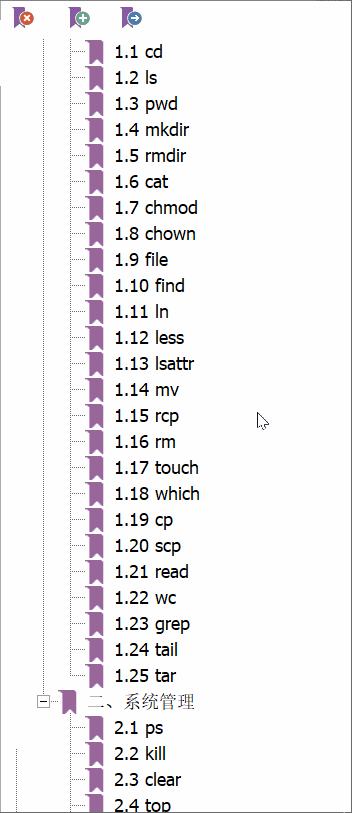 1.1 cd
1.2 ls
1.3 pwd
1.4 mkdir
1.5 rmdir
1.6 cat
1.7 chmod
1.8 chown
1.9 file
1.10 find
1.11 ln
1.12 less
1.13 lsattr
1.14 mv
1.15 rcp
1.16 rm
1.17 touch
1.18 which
1.19 cp
1.20 scp
1.21 read
1.22 wc
1.23 grep
1.24 tail
1.25 tar
二、系统管理
2.1 ps
2.2 kill
2.3 clear
2.4 top